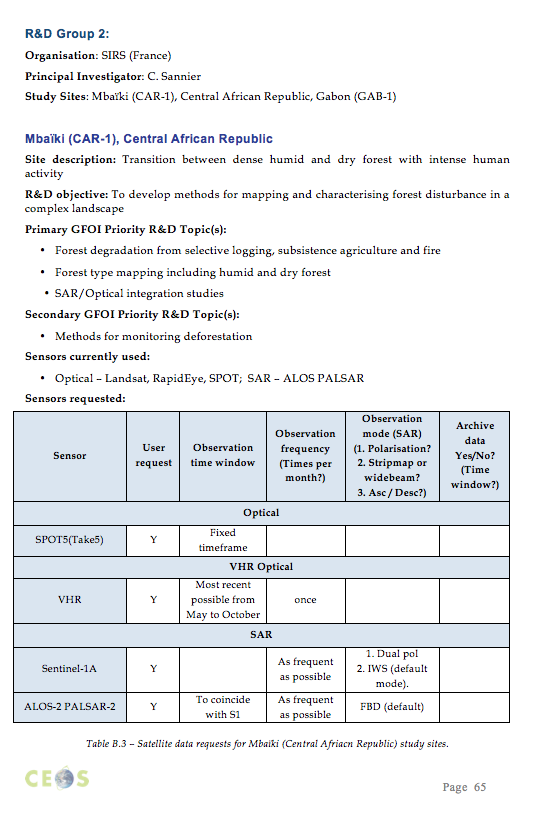 R&D Group 2:
Organisation: SIRS (France)
Principal Investigator: C. Sannier
Study Sites: Mbaïki (CAR-1), Central African Republic, Gabon (GAB-1)
Mbaïki (CAR-1), Central African Republic
Site description: Transition between dense humid and dry forest with intense human
activity
R&D objective: To develop methods for mapping and characterising forest disturbance in a
complex landscape
Primary GFOI Priority R&D Topic(s):
• Forest degradation from selective logging, subsistence agriculture and fire
• Forest type mapping including humid and dry forest
• SAR/Optical integration studies
Secondary GFOI Priority R&D Topic(s):
• Methods for monitoring deforestation
Sensors currently used:
• Optical – Landsat, RapidEye, SPOT; SAR – ALOS PALSAR
Sensors requested:
Sensor
User
request
Observation
time window
Observation
frequency
(Times per
month?)
Observation
mode (SAR)
(1. Polarisation?
2. Stripmap or
widebeam?
3. Asc / Desc?)
Archive
data
Yes/No?
(Time
window?)
Optical
SPOT5(Take5)
Y
Fixed
timeframe
VHR Optical
VHR
Y
Most recent
possible from
May to October
once
SAR
Sentinel-1A
Y
As frequent
as possible
1. Dual pol
2. IWS (default
mode).
ALOS-2 PALSAR-2
Y
To coincide
with S1
As frequent
as possible
FBD (default)
Table B.3 – Satellite data requests for Mbaïki (Central Afriacn Republic) study sites.
CEOS
Page 65